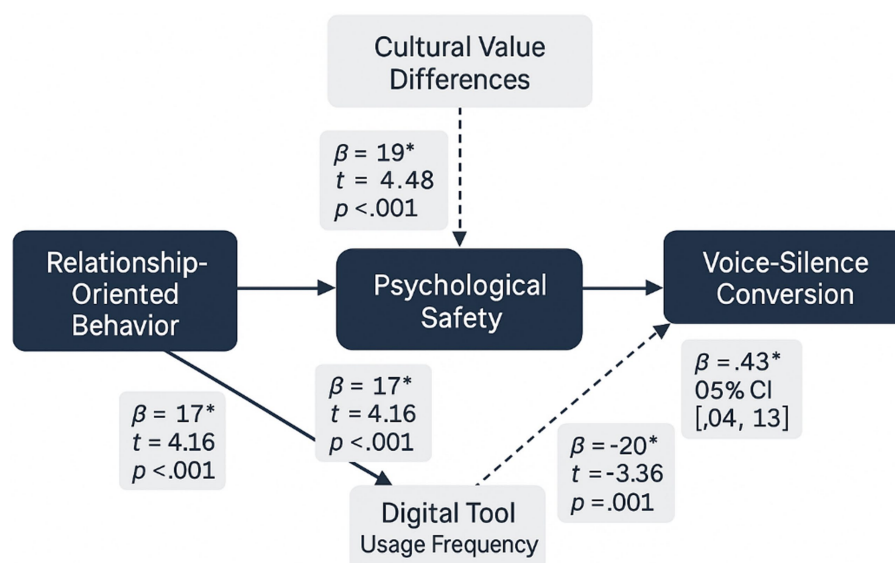 Cultural Value
Differences
β = 19*
t = 4.48
p <.001
Relationship-
Oriented
Behavior
Psychological
Safety
Voice-Silence
Conversion
β = 17*
t = 4.16
p <.001
β = 17*
t = 4.16
p <.001
β =.43*
05% CI
[,04, 13]
β = -20*
t = -3.36
p =.001
Digital Tool
Usage Frequency